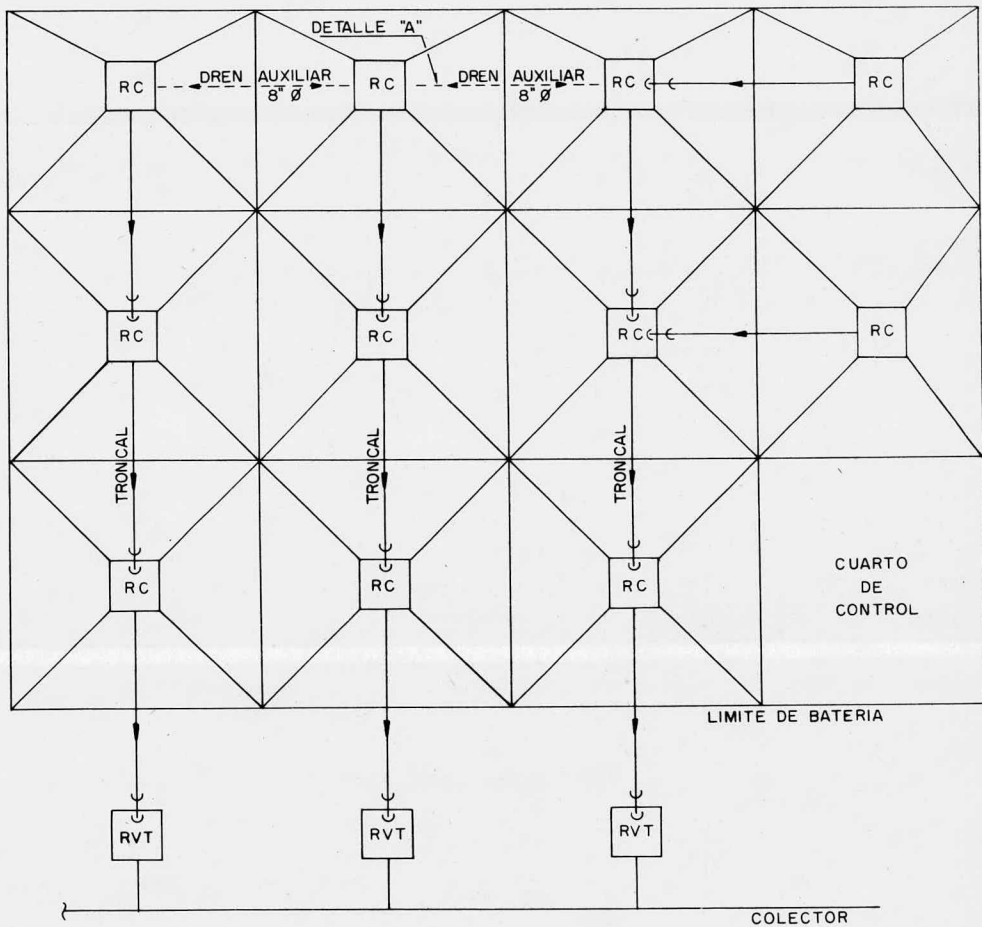 DETALLE "A"
RC DREN AUXILIAR RC DREN AUXILIAR RC RC
8" Ø 8" Ø
RC RC RC RC
TRONCAL TRONCAL TRONCAL
RC RC RC
CUARTO
DE
CONTROL
LIMITE DE BATERIA
RVT RVT RVT
COLECTOR